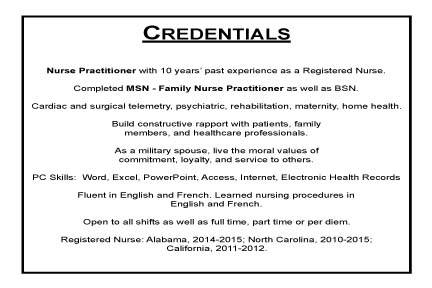 CREDENTIALS
Nurse Practitioner with 10 years' past experience as a Registered Nurse.
Completed MSN - Family Nurse Practitioner as well as BSN.
Cardiac and surgical telemetry, psychiatric, rehabilitation, maternity, home health.
Build constructive rapport with patients, family
members, and healthcare professionals.
As a military spouse, live the moral values of
commitment, loyalty, and service to others.
PC Skills: Word, Excel, PowerPoint, Access, Internet, Electronic Health Records
Fluent in English and French. Learned nursing procedures in
English and French.
Open to all shifts as well as full time, part time or per diem.
Registered Nurse: Alabama, 2014-2015; North Carolina, 2010-2015;
California, 2011-2012.